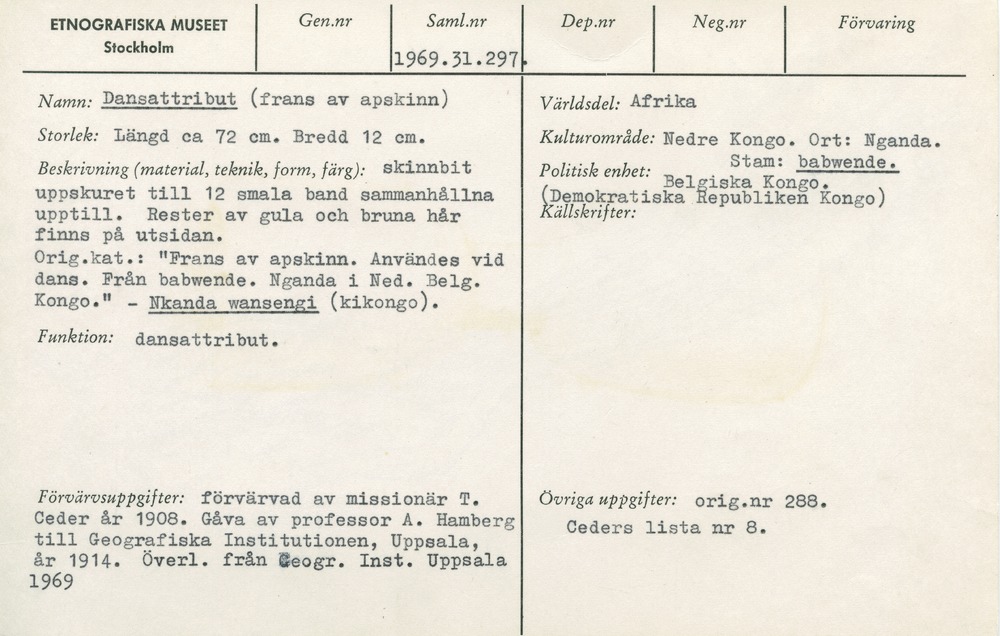 ETNOGRAFISKA MUSEET
Stockholm
Gen.nr
Saml.nr
1969.31.297.
Dep.nr
Neg.nr
Förvaring
Namn: Dansattribut (frans av apskinn)
Storlek: Längd ca 72 cm. Bredd 12 cm.
Beskrivning (material, teknik, form, färg): skinnbit
uppskuret till 12 smala band sammanhållna
upptill. Rester av gula och bruna hår
finns på utsidan.
Orig.kat.: "Frans av apskinn. Användes vid
dans. Från babwende. Nganda i Ned. Belg.
Kongo." - Nkanda wansengi (kikongo).
Funktion: dansattribut.
Förvärvsuppgifter: förvärvad av missionär T.
Ceder år 1908. Gåva av professor A. Hamberg
till Geografiska Institutionen, Uppsala,
år 1914. Överl. från Geogr. Inst. Uppsala
1969
Världsdel: Afrika
Kulturområde: Nedre Kongo. Ort: Nganda.
Stam: babwende.
Politisk enhet: Belgiska Kongo.
(Demokratiska Republiken Kongo)
Källskrifter:
Övriga uppgifter: orig.nr 288.
Ceders lista nr 8.